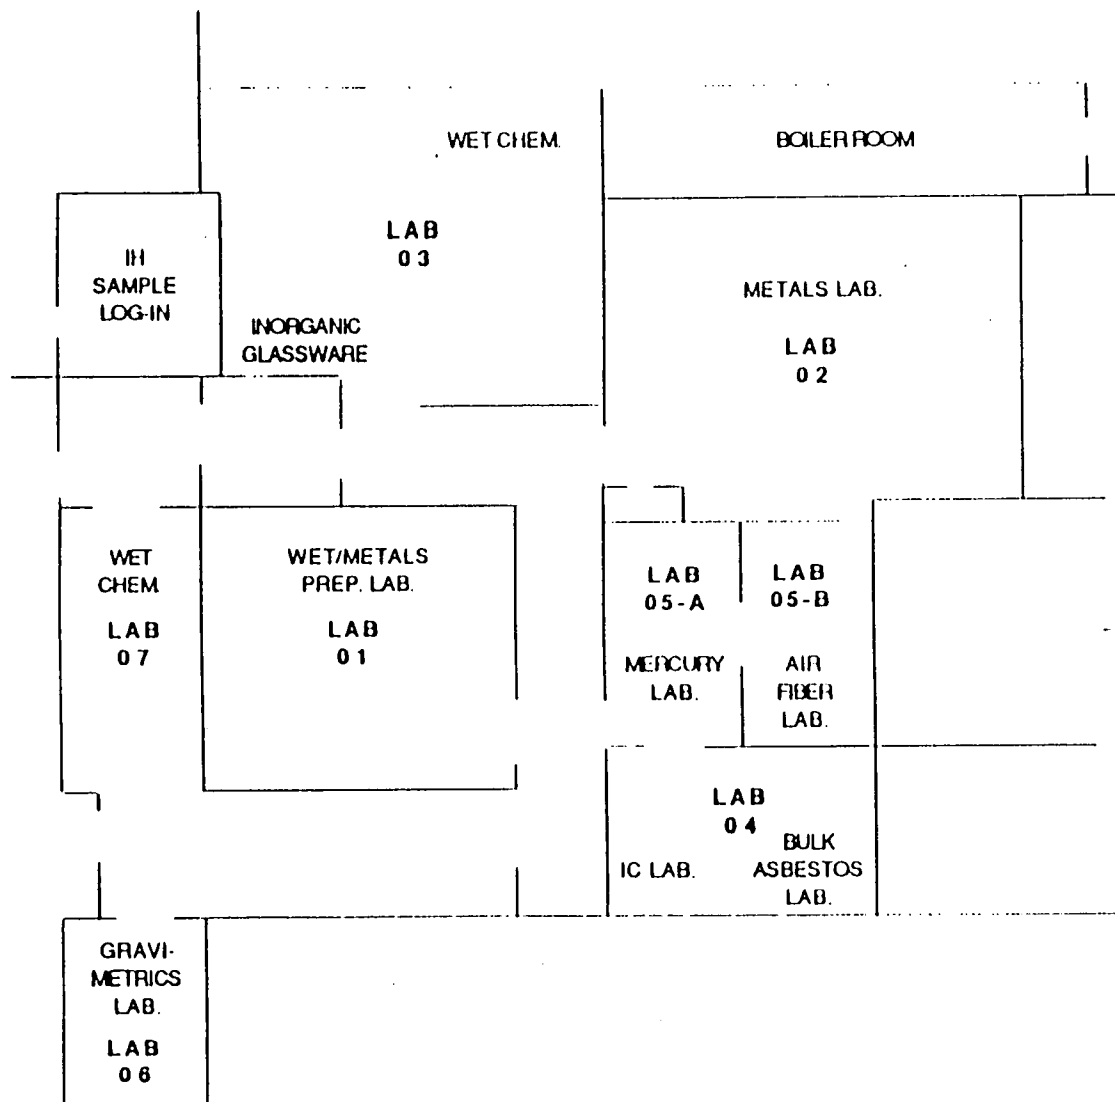 WET CHEM.
BOILER ROOM
LAB
03
IH
SAMPLE
LOG-IN
INORGANIC
GLASSWARE
METALS LAB.
LAB
02
WET
CHEM.
LAB
07
WET/METALS
PREP. LAB.
LAB
01
LAB
05-A
MERCURY
LAB.
LAB
05-B
AIR
FIBER
LAB.
LAB
04
IC LAB.
BULK
ASBESTOS
LAB.
GRAVI-
METRICS
LAB.
LAB
06